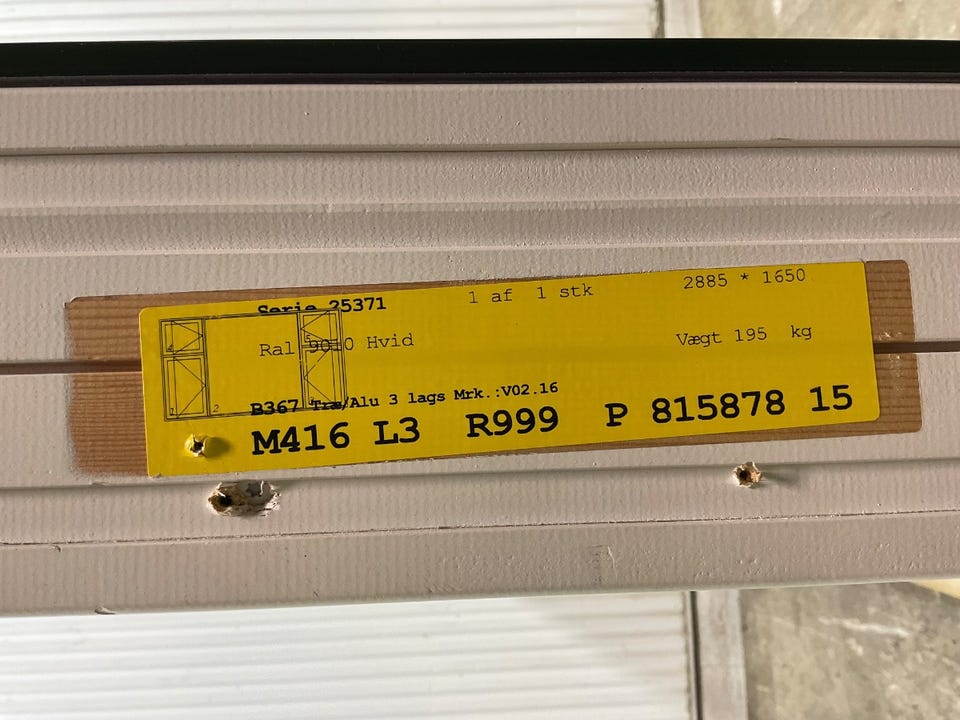 Serie 25371 1 af 1 stk 2885 * 1650
Ral 9010 Hvid Vægt 195 kg
B367 Træ/Alu 3 lags Mrk.:V02.16
M416 L3 R999 P 815878 15